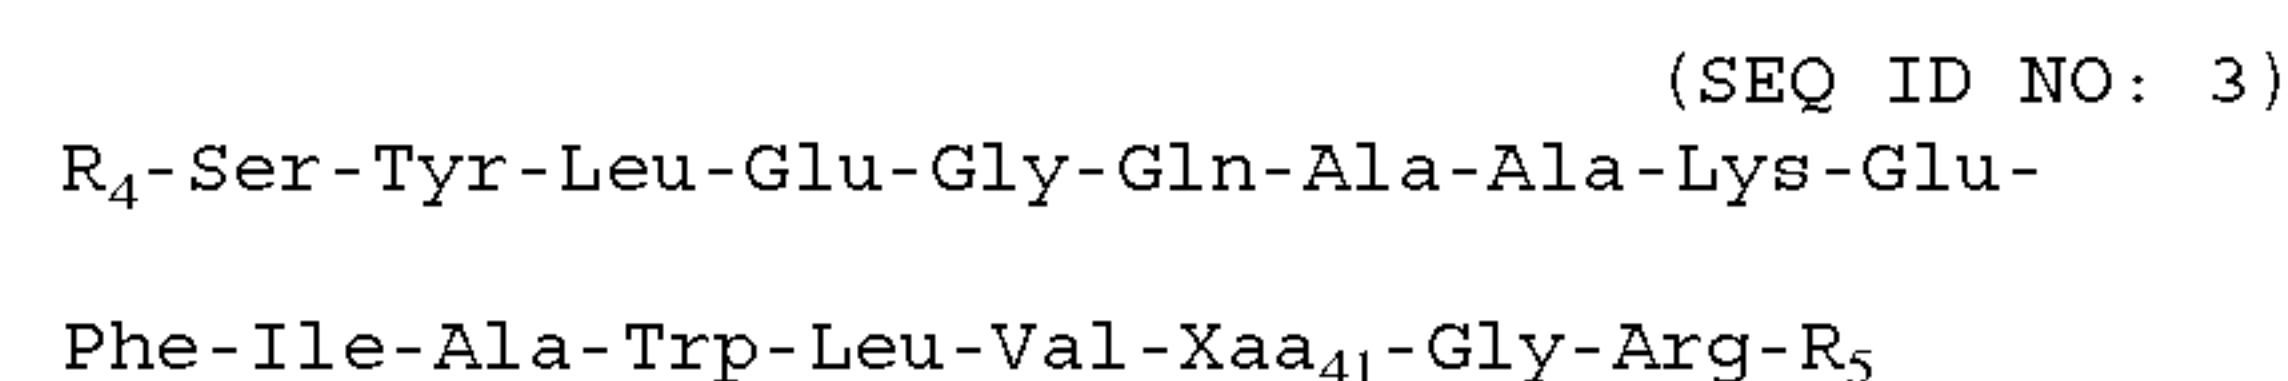 (SEQ ID NO: 3)
R₄-Ser-Tyr-Leu-Glu-Gly-Gln-Ala-Ala-Lys-Glu-
Phe-Ile-Ala-Trp-Leu-Val-Xaa₄₁-Gly-Arg-R₅